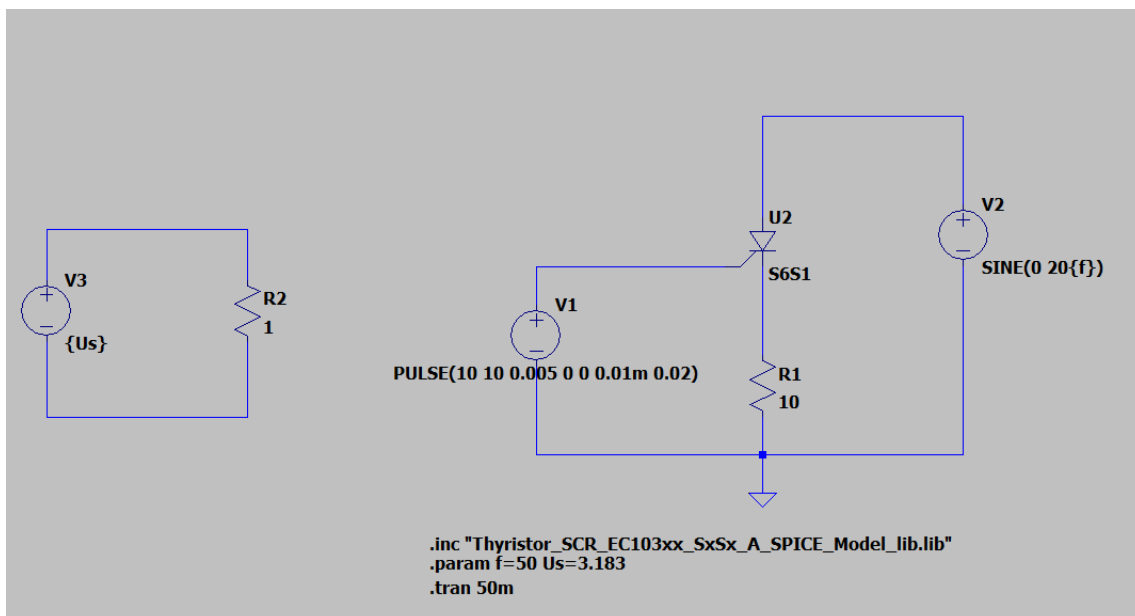 V3
{Us}
R2
1
V1
PULSE(10 10 0.005 0 0 0.01m 0.02)
U2
S6S1
R1
10
V2
SINE(0 20{f})
.inc "Thyristor_SCR_EC103xx_SxSx_A_SPICE_Model_lib.lib"
.param f=50 Us=3.183
.tran 50m